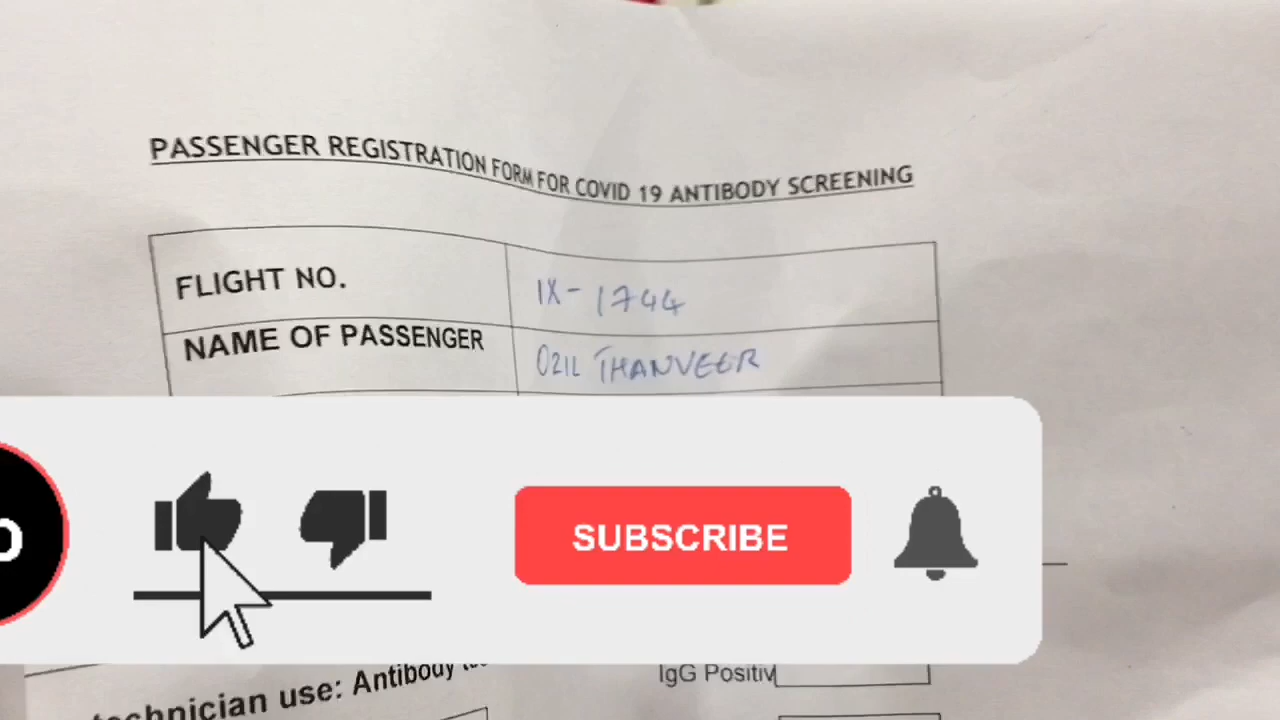 PASSENGER REGISTRATION FORM FOR COVID 19 ANTIBODY SCREENING
FLIGHT NO. IX-1744
NAME OF PASSENGER OZIL THANVEER
SUBSCRIBE
technician use: Antibody
IgG Positiv